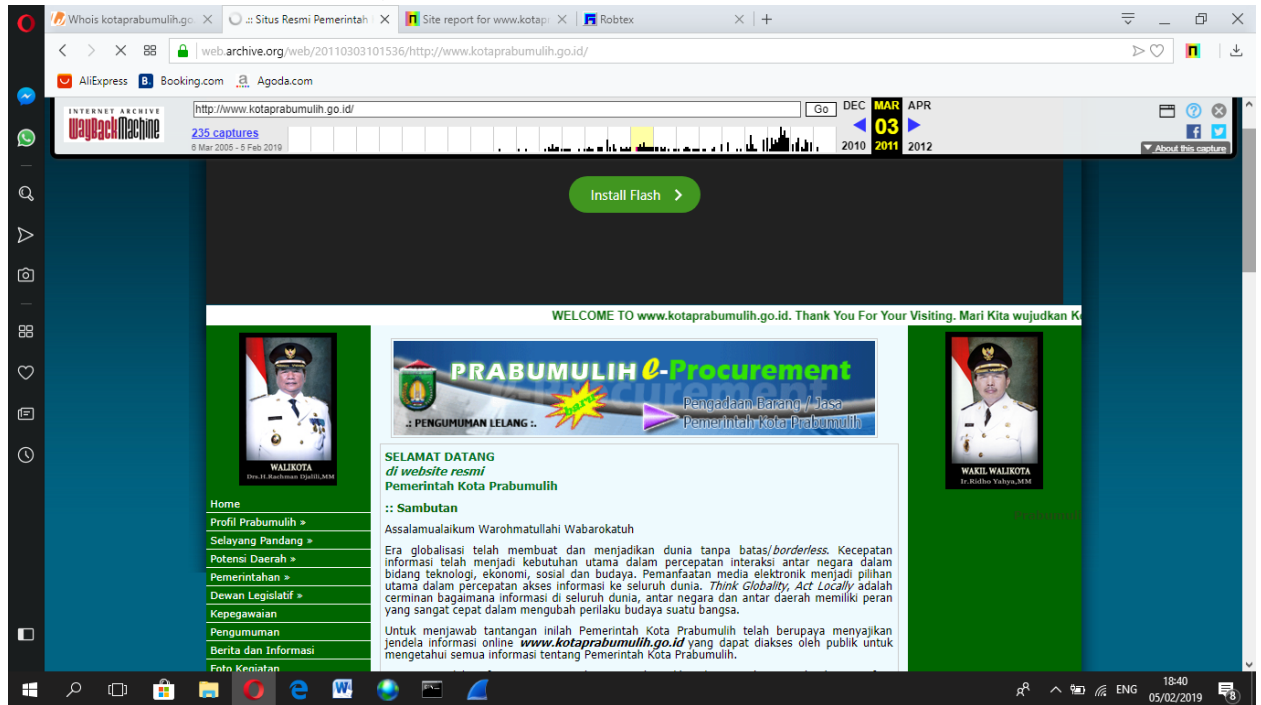 Whois kotaprabumulih.go.
.:: Situs Resmi Pemerintah
Site report for www.kotapr
Robtex
web.archive.org/web/20110303101536/http://www.kotaprabumulih.go.id/
AliExpress
B. Booking.com
a Agoda.com
INTERNET ARCHIVE
WayBackMachine
http://www.kotaprabumulih.go.id/
Go
DEC MAR APR
235 captures
03
6 Mar 2005 - 5 Feb 2019
2010 2011 2012
About this capture
Install Flash
WELCOME TO www.kotaprabumulih.go.id. Thank You For Your Visiting. Mari Kita wujudkan Ko
PRABUMULIH e-Procurement
baru
Pengadaan Barang / Jasa
Pemerintah Kota Prabumulih
.: PENGUMUMAN LELANG :.
WALIKOTA
Drs.H.Rachman Djalili,MM
WAKIL WALIKOTA
Ir.Ridho Yahya,MM
Prabumuli
Home
Profil Prabumulih »
Selayang Pandang »
Potensi Daerah »
Pemerintahan »
Dewan Legislatif »
Kepegawaian
Pengumuman
Berita dan Informasi
Foto Kegiatan
SELAMAT DATANG
di website resmi
Pemerintah Kota Prabumulih
:: Sambutan
Assalamualaikum Warohmatullahi Wabarokatuh
Era globalisasi telah membuat dan menjadikan dunia tanpa batas/borderless. Kecepatan
informasi telah menjadi kebutuhan utama dalam percepatan interaksi antar negara dalam
bidang teknologi, ekonomi, sosial dan budaya. Pemanfaatan media elektronik menjadi pilihan
utama dalam percepatan akses informasi ke seluruh dunia. Think Globality, Act Locally adalah
cerminan bagaimana informasi di seluruh dunia, antar negara dan antar daerah memiliki peran
yang sangat cepat dalam mengubah perilaku budaya suatu bangsa.
Untuk menjawab tantangan inilah Pemerintah Kota Prabumulih telah berupaya menyajikan
jendela informasi online www.kotaprabumulih.go.id yang dapat diakses oleh publik untuk
mengetahui semua informasi tentang Pemerintah Kota Prabumulih.
ENG
18:40
05/02/2019
8